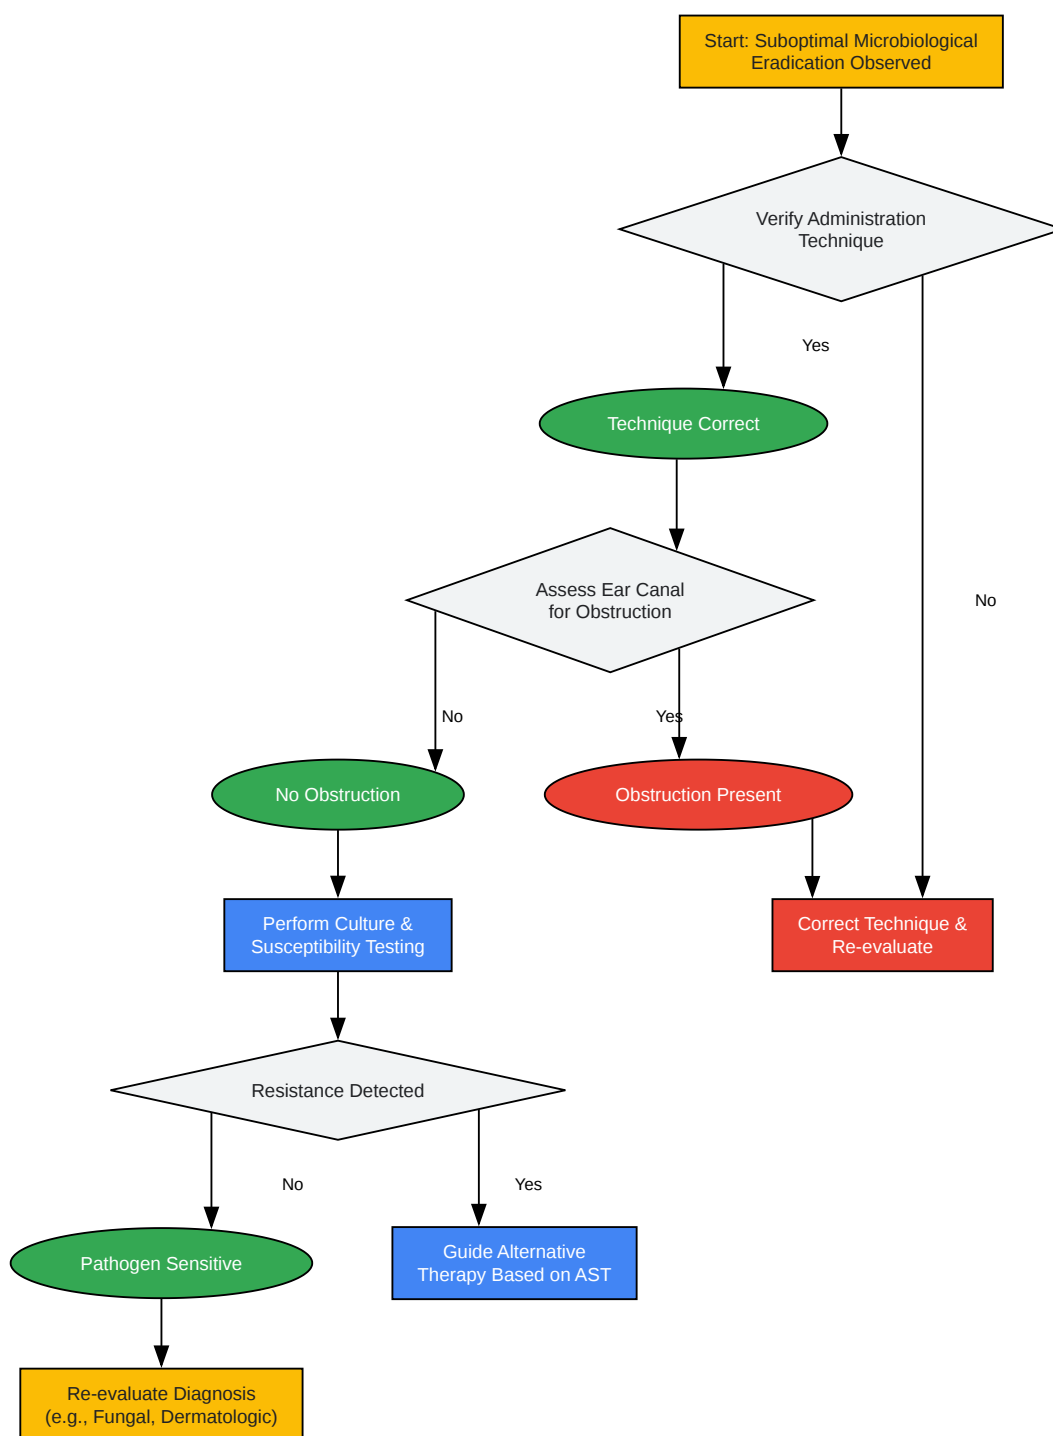 Start: Suboptimal Microbiological
Eradication Observed
Verify Administration
Technique
Yes
Technique Correct
Assess Ear Canal
for Obstruction
No
No
Yes
No Obstruction
Obstruction Present
Perform Culture &
Susceptibility Testing
Correct Technique &
Re-evaluate
Resistance Detected
No
Yes
Pathogen Sensitive
Guide Alternative
Therapy Based on AST
Re-evaluate Diagnosis
(e.g., Fungal, Dermatologic)